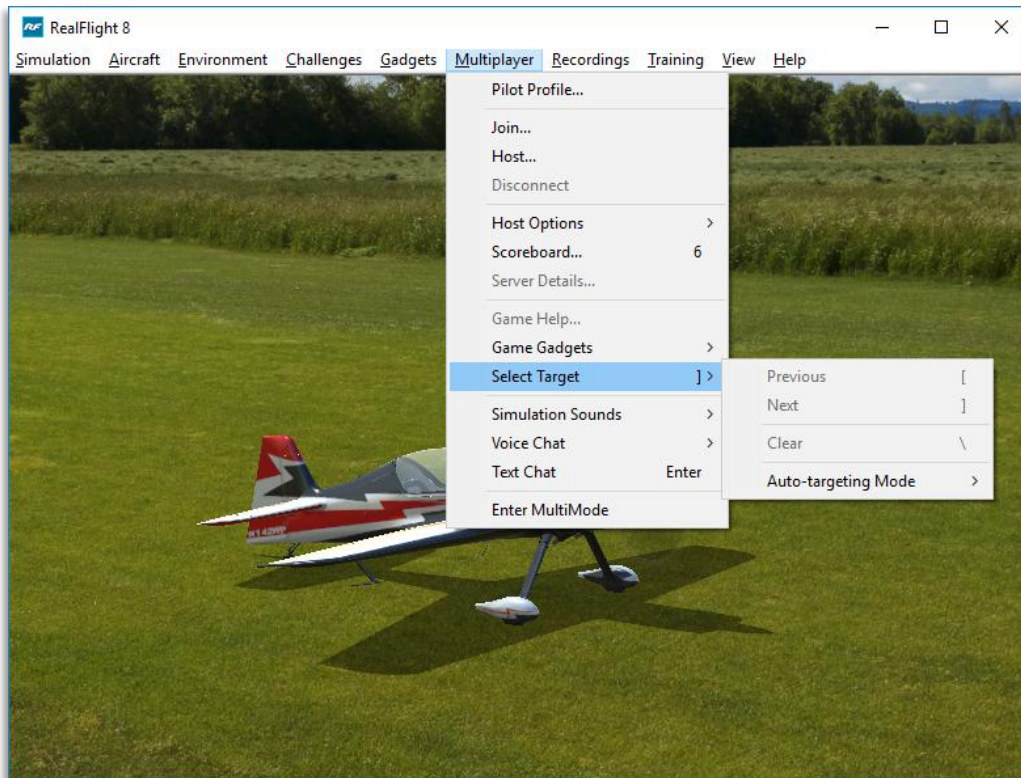 RF RealFlight 8
Simulation Aircraft Environment Challenges Gadgets Multiplayer Recordings Training View Help
Pilot Profile...
Join...
Host...
Disconnect
Host Options >
Scoreboard... 6
Server Details...
Game Help...
Game Gadgets >
Select Target ] >
Previous [
Next ]
Clear \
Auto-targeting Mode >
Simulation Sounds >
Voice Chat >
Text Chat Enter
Enter MultiMode
N142WP